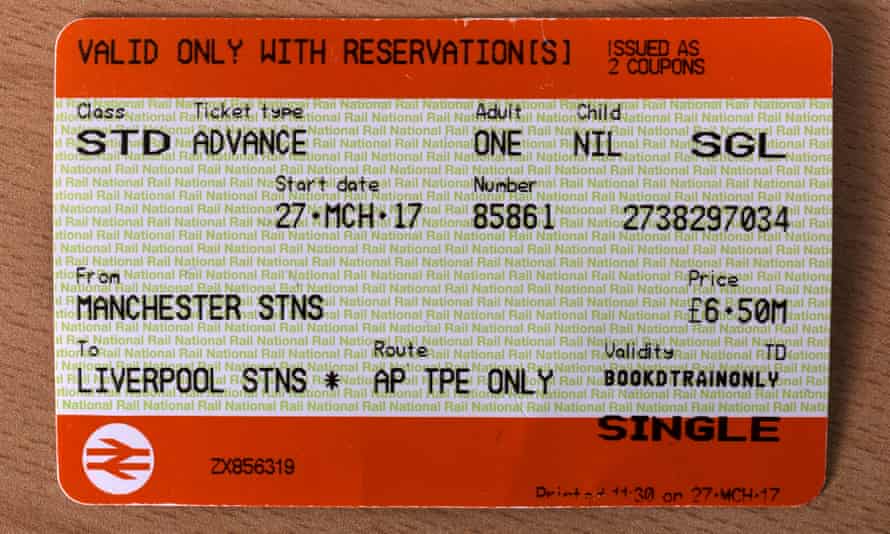 VALID ONLY WITH RESERVATION[S] ISSUED AS
2 COUPONS
Class Ticket type Adult Child
STD ADVANCE ONE NIL SGL
Start date Number
27·MCH·17 85861 2738297034
From Price
MANCHESTER STNS £6·50M
To Route Validity TD
LIVERPOOL STNS * AP TPE ONLY BOOKDTRAINONLY
SINGLE
ZX856319
Printed 11:30 on 27·MCH·17